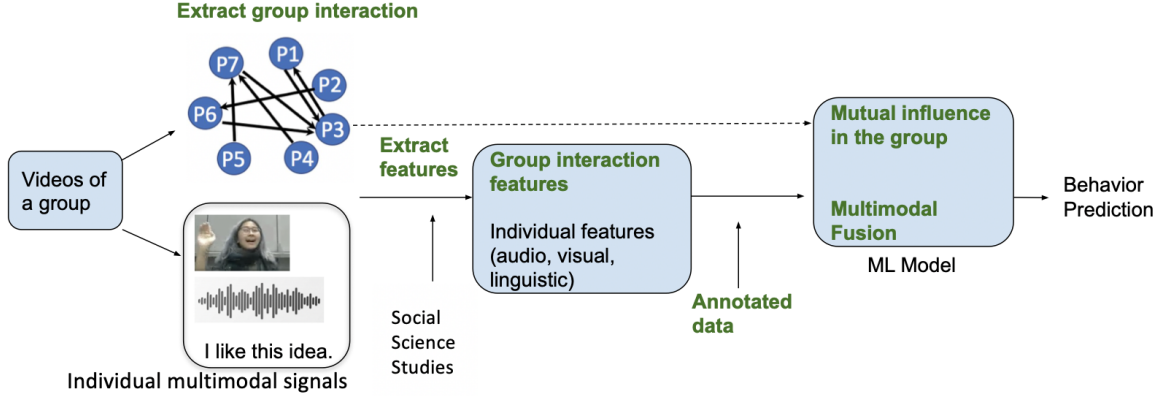 Extract group interaction
P1
P7
P2
P6
P3
P5
P4
Videos of
a group
I like this idea.
Individual multimodal signals
Extract
features
Social
Science
Studies
Group interaction
features
Individual features
(audio, visual,
linguistic)
Annotated
data
Mutual influence
in the group
Multimodal
Fusion
ML Model
Behavior
Prediction